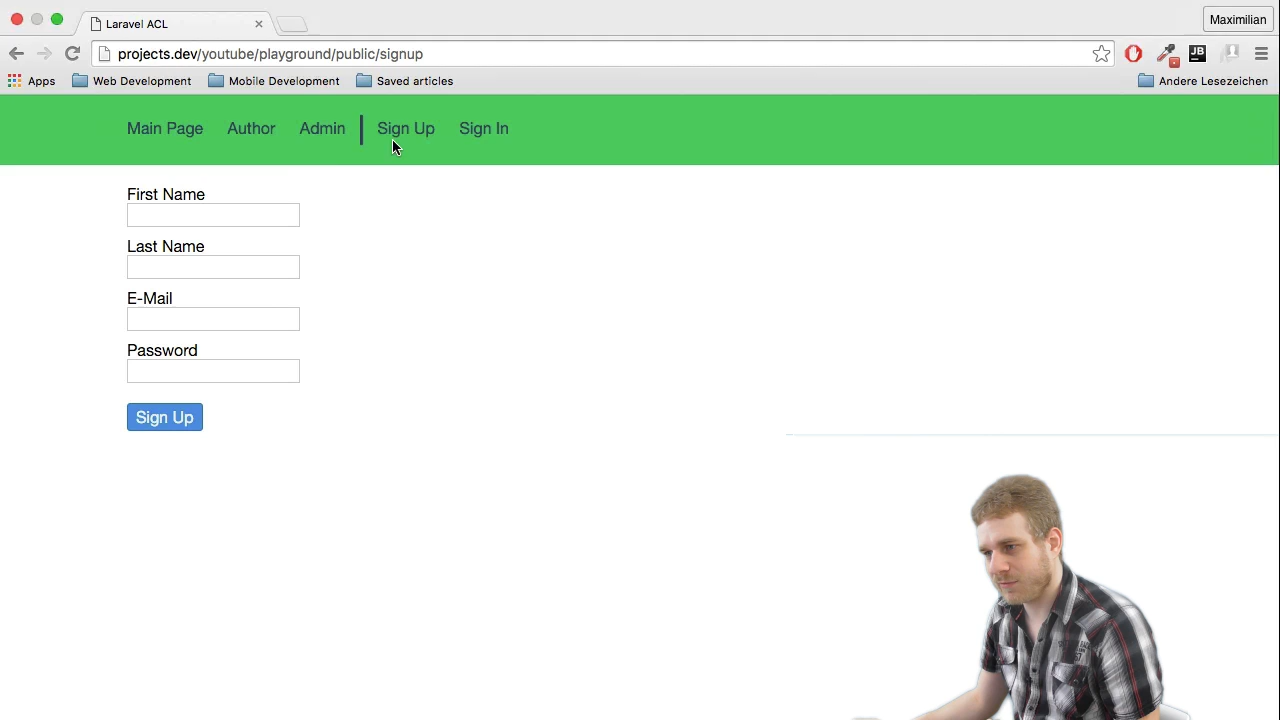 Laravel ACL
Maximilian
projects.dev/youtube/playground/public/signup
JB
Apps Web Development Mobile Development Saved articles Andere Lesezeichen
Main Page Author Admin Sign Up Sign In
First Name
Last Name
E-Mail
Password
Sign Up